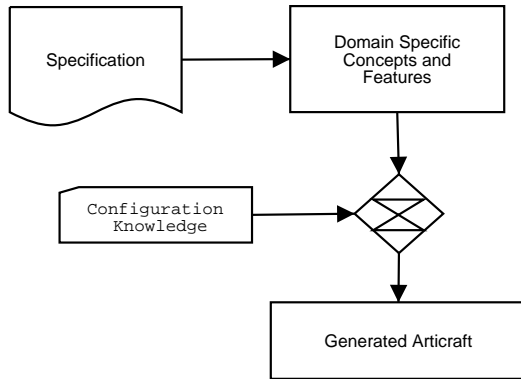 Specification
Domain Specific
Concepts and
Features
Configuration
Knowledge
Generated Articraft